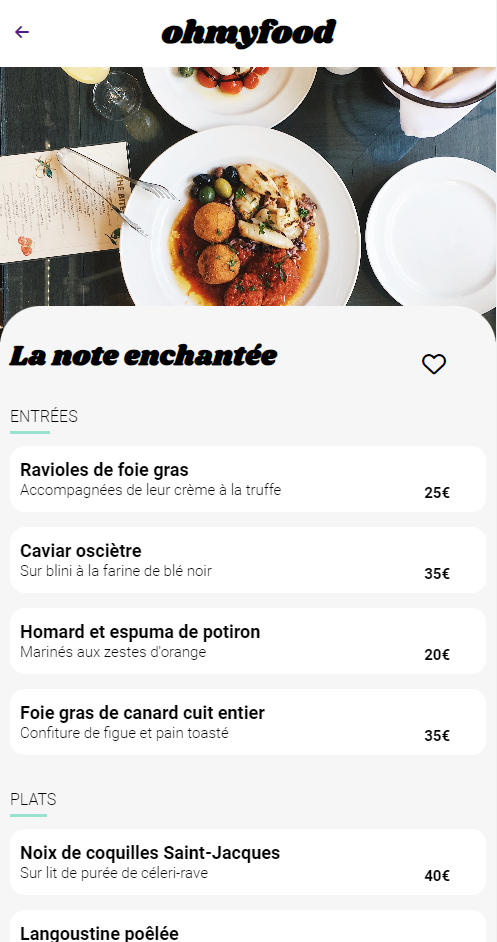 ohmyfood
La note enchantée
ENTRÉES
Ravioles de foie gras
Accompagnées de leur crème à la truffe
25€
Caviar oscièt​re
Sur blini à la farine de blé noir
35€
Homard et espuma de potiron
Marinés aux zestes d'orange
20€
Foie gras de canard cuit entier
Confiture de figue et pain toasté
35€
PLATS
Noix de coquilles Saint-Jacques
Sur lit de purée de céleri-rave
40€
Langoustine poêlée